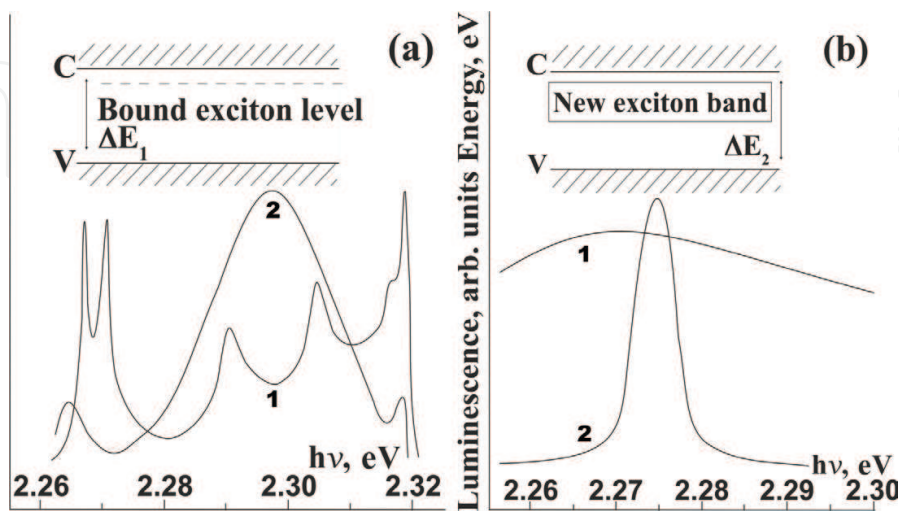 (a)
C
Bound exciton level
ΔE₁
V
2
1
hν, eV
2.26 2.28 2.30 2.32
Luminescence, arb. units Energy, eV
(b)
C
New exciton band
ΔE₂
V
1
2
hν, eV
2.26 2.27 2.28 2.29 2.30